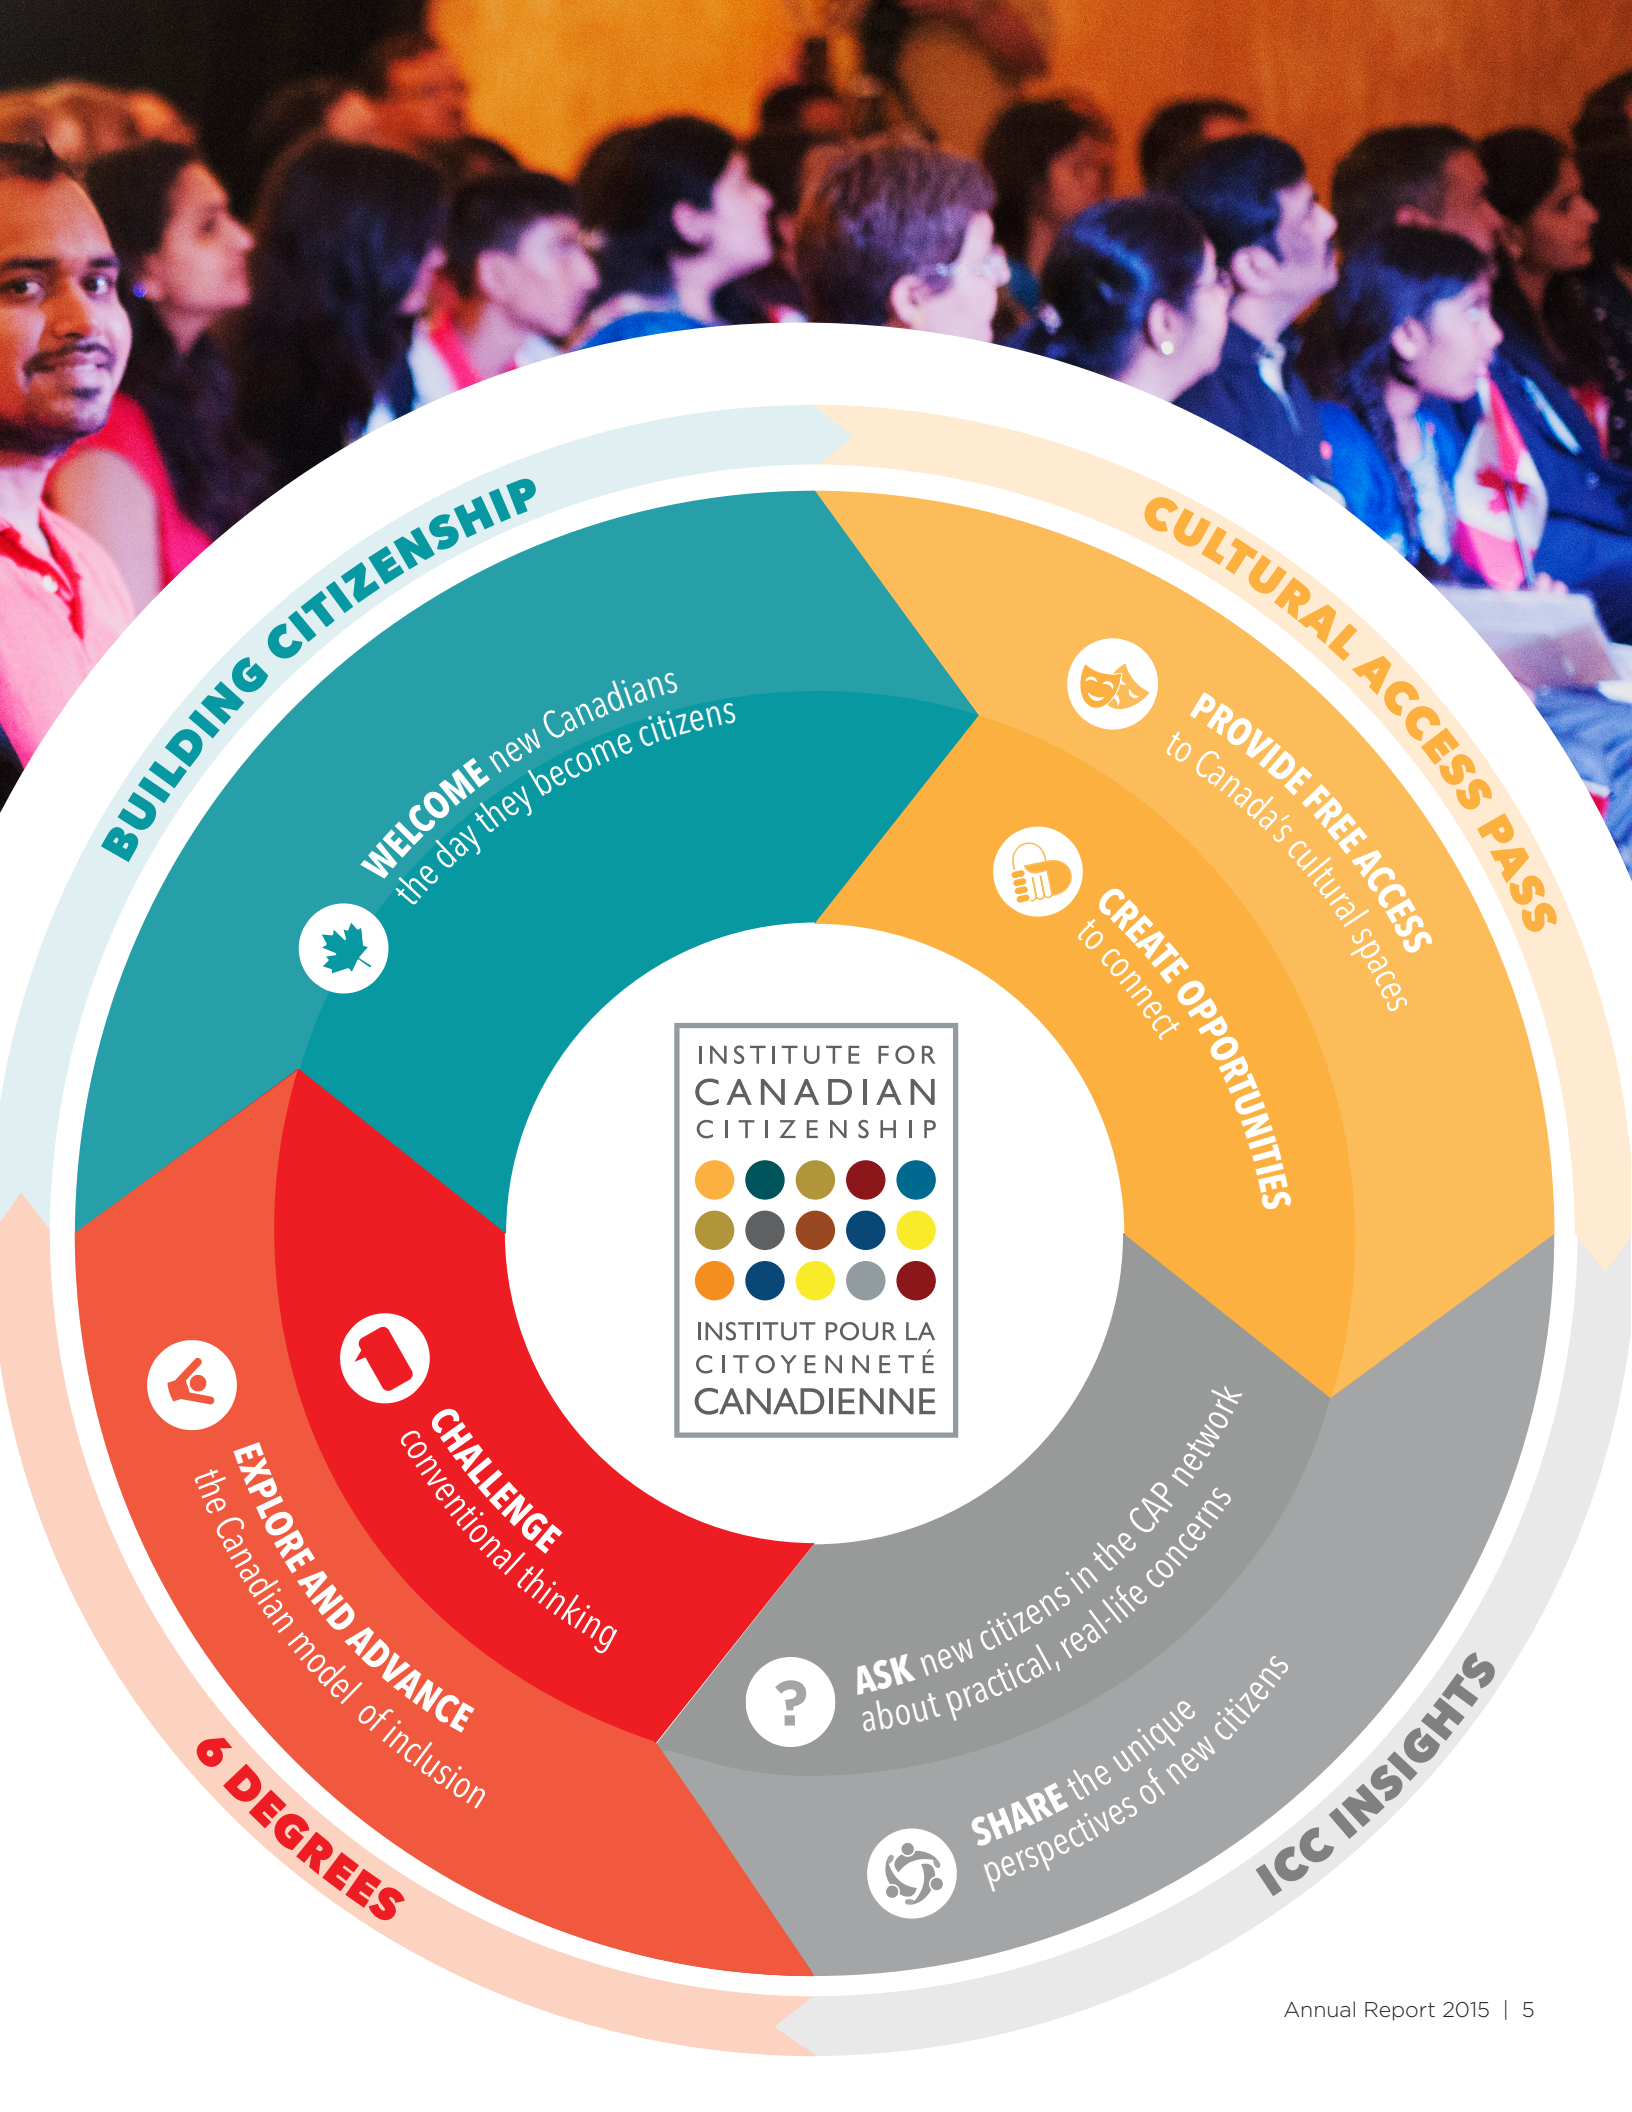 BUILDING CITIZENSHIP
WELCOME new Canadians
the day they become citizens
CULTURAL ACCESS PASS
PROVIDE FREE ACCESS
to Canada's cultural spaces
CREATE OPPORTUNITIES
to connect
INSTITUTE FOR
CANADIAN
CITIZENSHIP
INSTITUT POUR LA
CITOYENNETÉ
CANADIENNE
ASK new citizens in the CAP network
about practical, real-life concerns
?
SHARE the unique
perspectives of new citizens
ICC INSIGHTS
CHALLENGE
conventional thinking
EXPLORE AND ADVANCE
the Canadian model of inclusion
6 DEGREES
Annual Report 2015 | 5